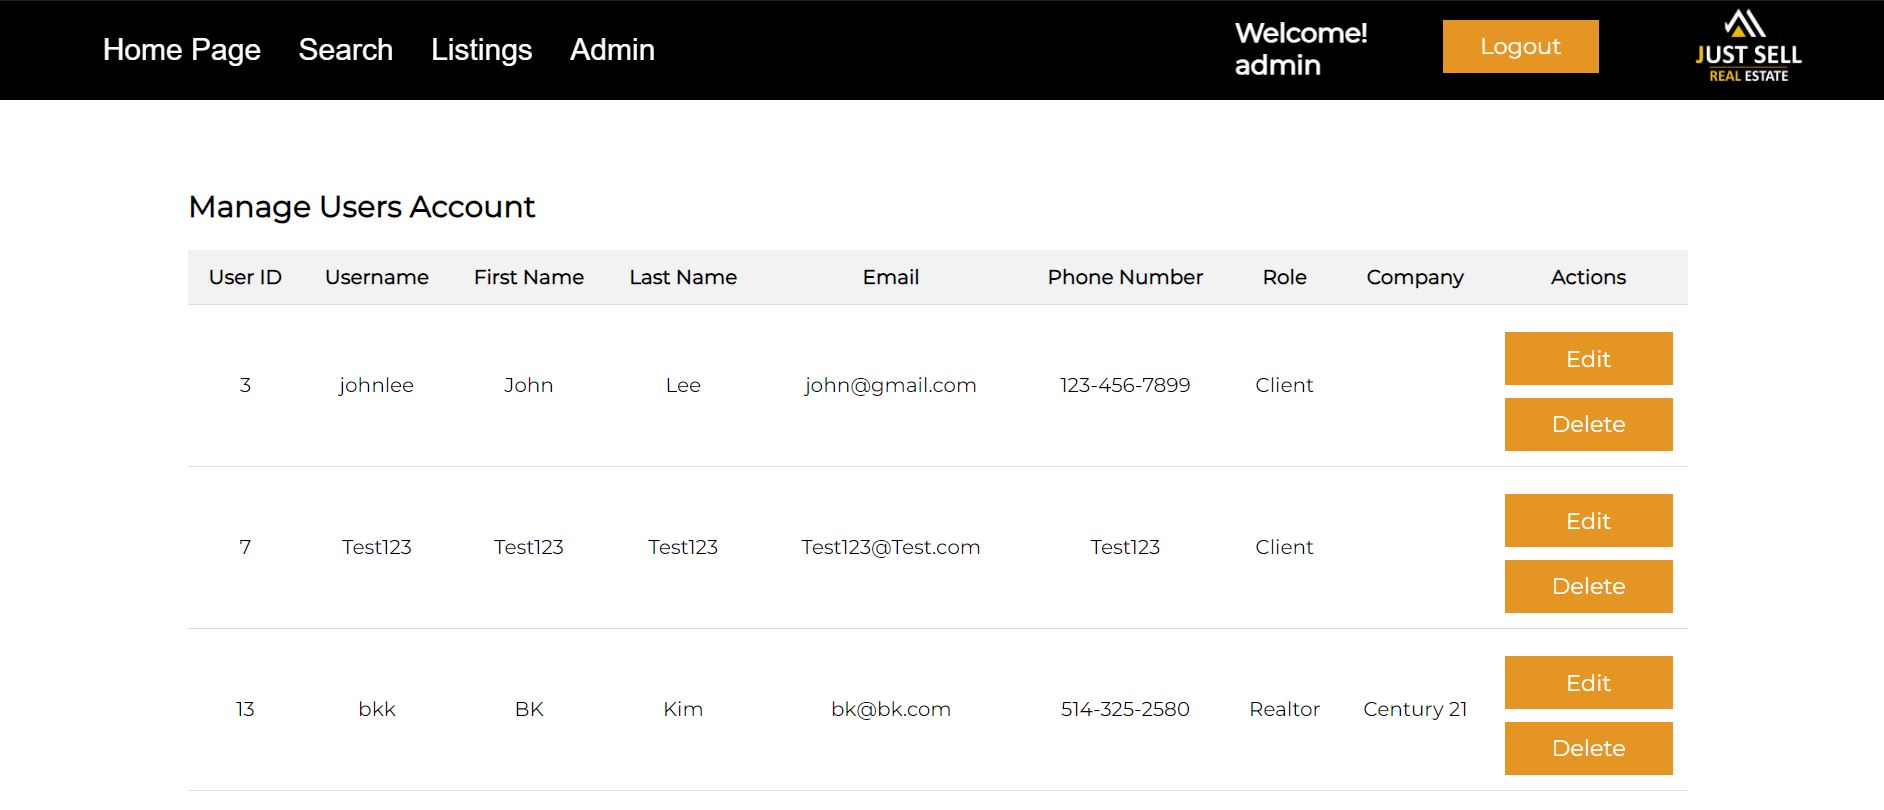 Home Page Search Listings Admin
Welcome!
admin
Logout
JUST SELL
REAL ESTATE
Manage Users Account
User ID Username First Name Last Name Email Phone Number Role Company Actions
3 johnlee John Lee john@gmail.com 123-456-7899 Client
Edit
Delete
7 Test123 Test123 Test123 Test123@Test.com Test123 Client
Edit
Delete
13 bkk BK Kim bk@bk.com 514-325-2580 Realtor Century 21
Edit
Delete